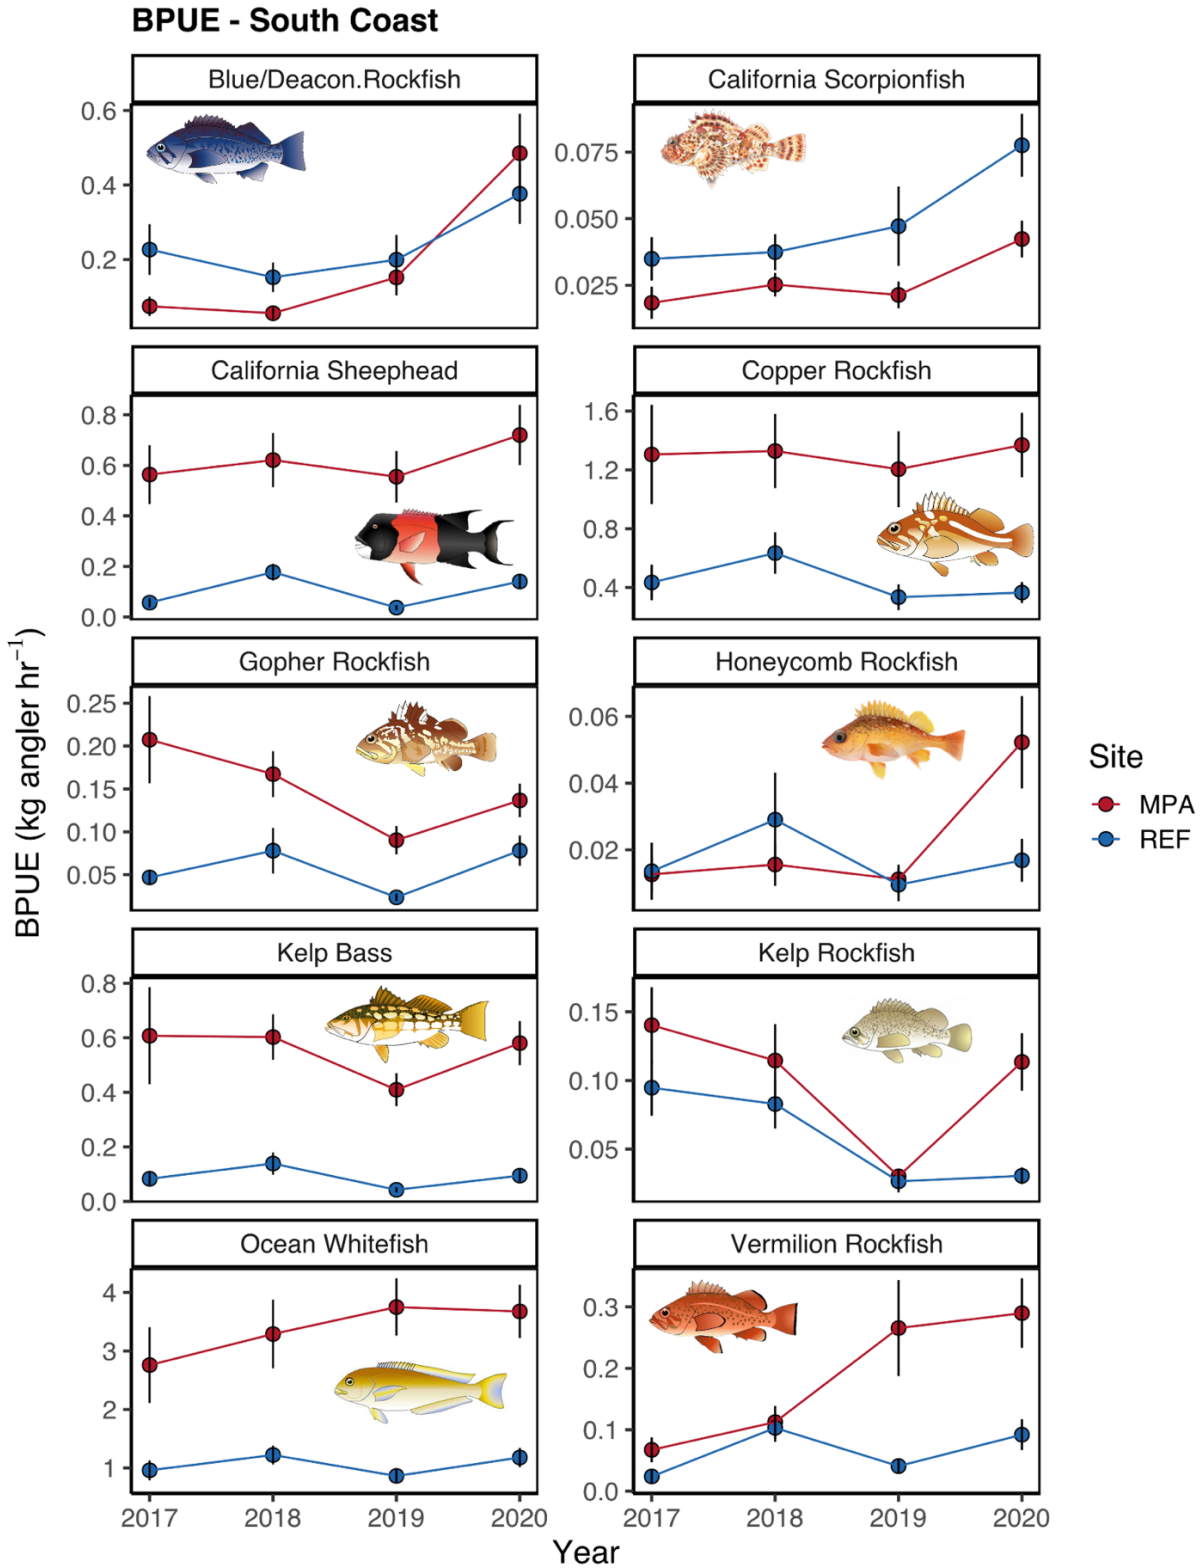 BPUE - South Coast
Blue/Deacon.Rockfish
California Scorpionfish
0.6
0.4
0.2
0.075
0.050
0.025
California Sheephead
Copper Rockfish
0.8
0.6
0.4
0.2
0.0
1.6
1.2
0.8
0.4
Gopher Rockfish
Honeycomb Rockfish
0.25
0.20
0.15
0.10
0.05
0.06
0.04
0.02
Kelp Bass
Kelp Rockfish
0.8
0.6
0.4
0.2
0.0
0.15
0.10
0.05
Ocean Whitefish
Vermilion Rockfish
4
3
2
1
0.3
0.2
0.1
0.0
2017 2018 2019 2020
2017 2018 2019 2020
Year
BPUE (kg angler hr⁻¹)
Site
MPA
REF